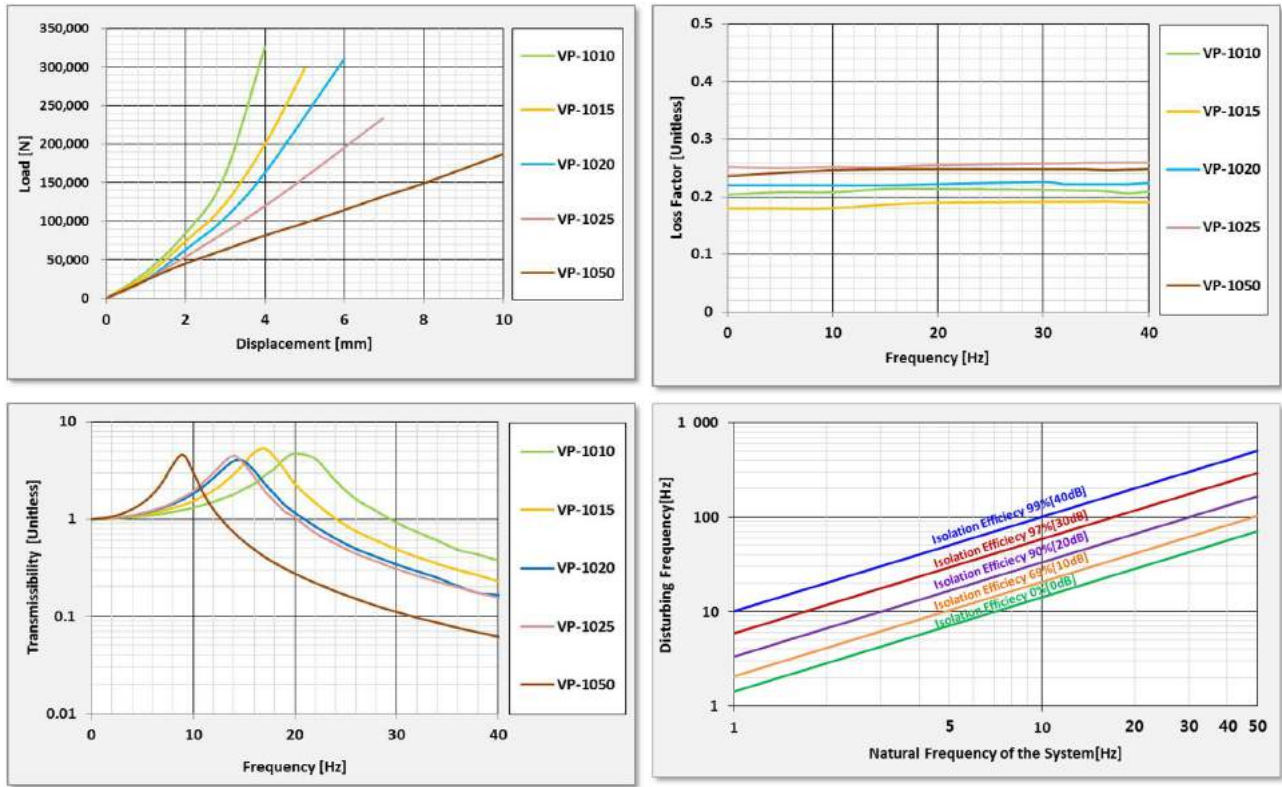 350,000
300,000
250,000
200,000
150,000
100,000
50,000
0
Load [N]
0 2 4 6 8 10
Displacement [mm]
VP-1010
VP-1015
VP-1020
VP-1025
VP-1050
0.5
0.4
0.3
0.2
0.1
0
Loss Factor [Unitless]
0 10 20 30 40
Frequency [Hz]
VP-1010
VP-1015
VP-1020
VP-1025
VP-1050
10
1
0.1
0.01
Transmissibility [Unitless]
0 10 20 30 40
Frequency [Hz]
VP-1010
VP-1015
VP-1020
VP-1025
VP-1050
1 000
100
10
1
Disturbing Frequency[Hz]
Isolation Efficiecy 99%[40dB]
Isolation Efficiecy 97%[30dB]
Isolation Efficiecy 90%[20dB]
Isolation Efficiecy 69%[10dB]
Isolation Efficiecy 0%[0dB]
1 5 10 20 30 40 50
Natural Frequency of the System[Hz]